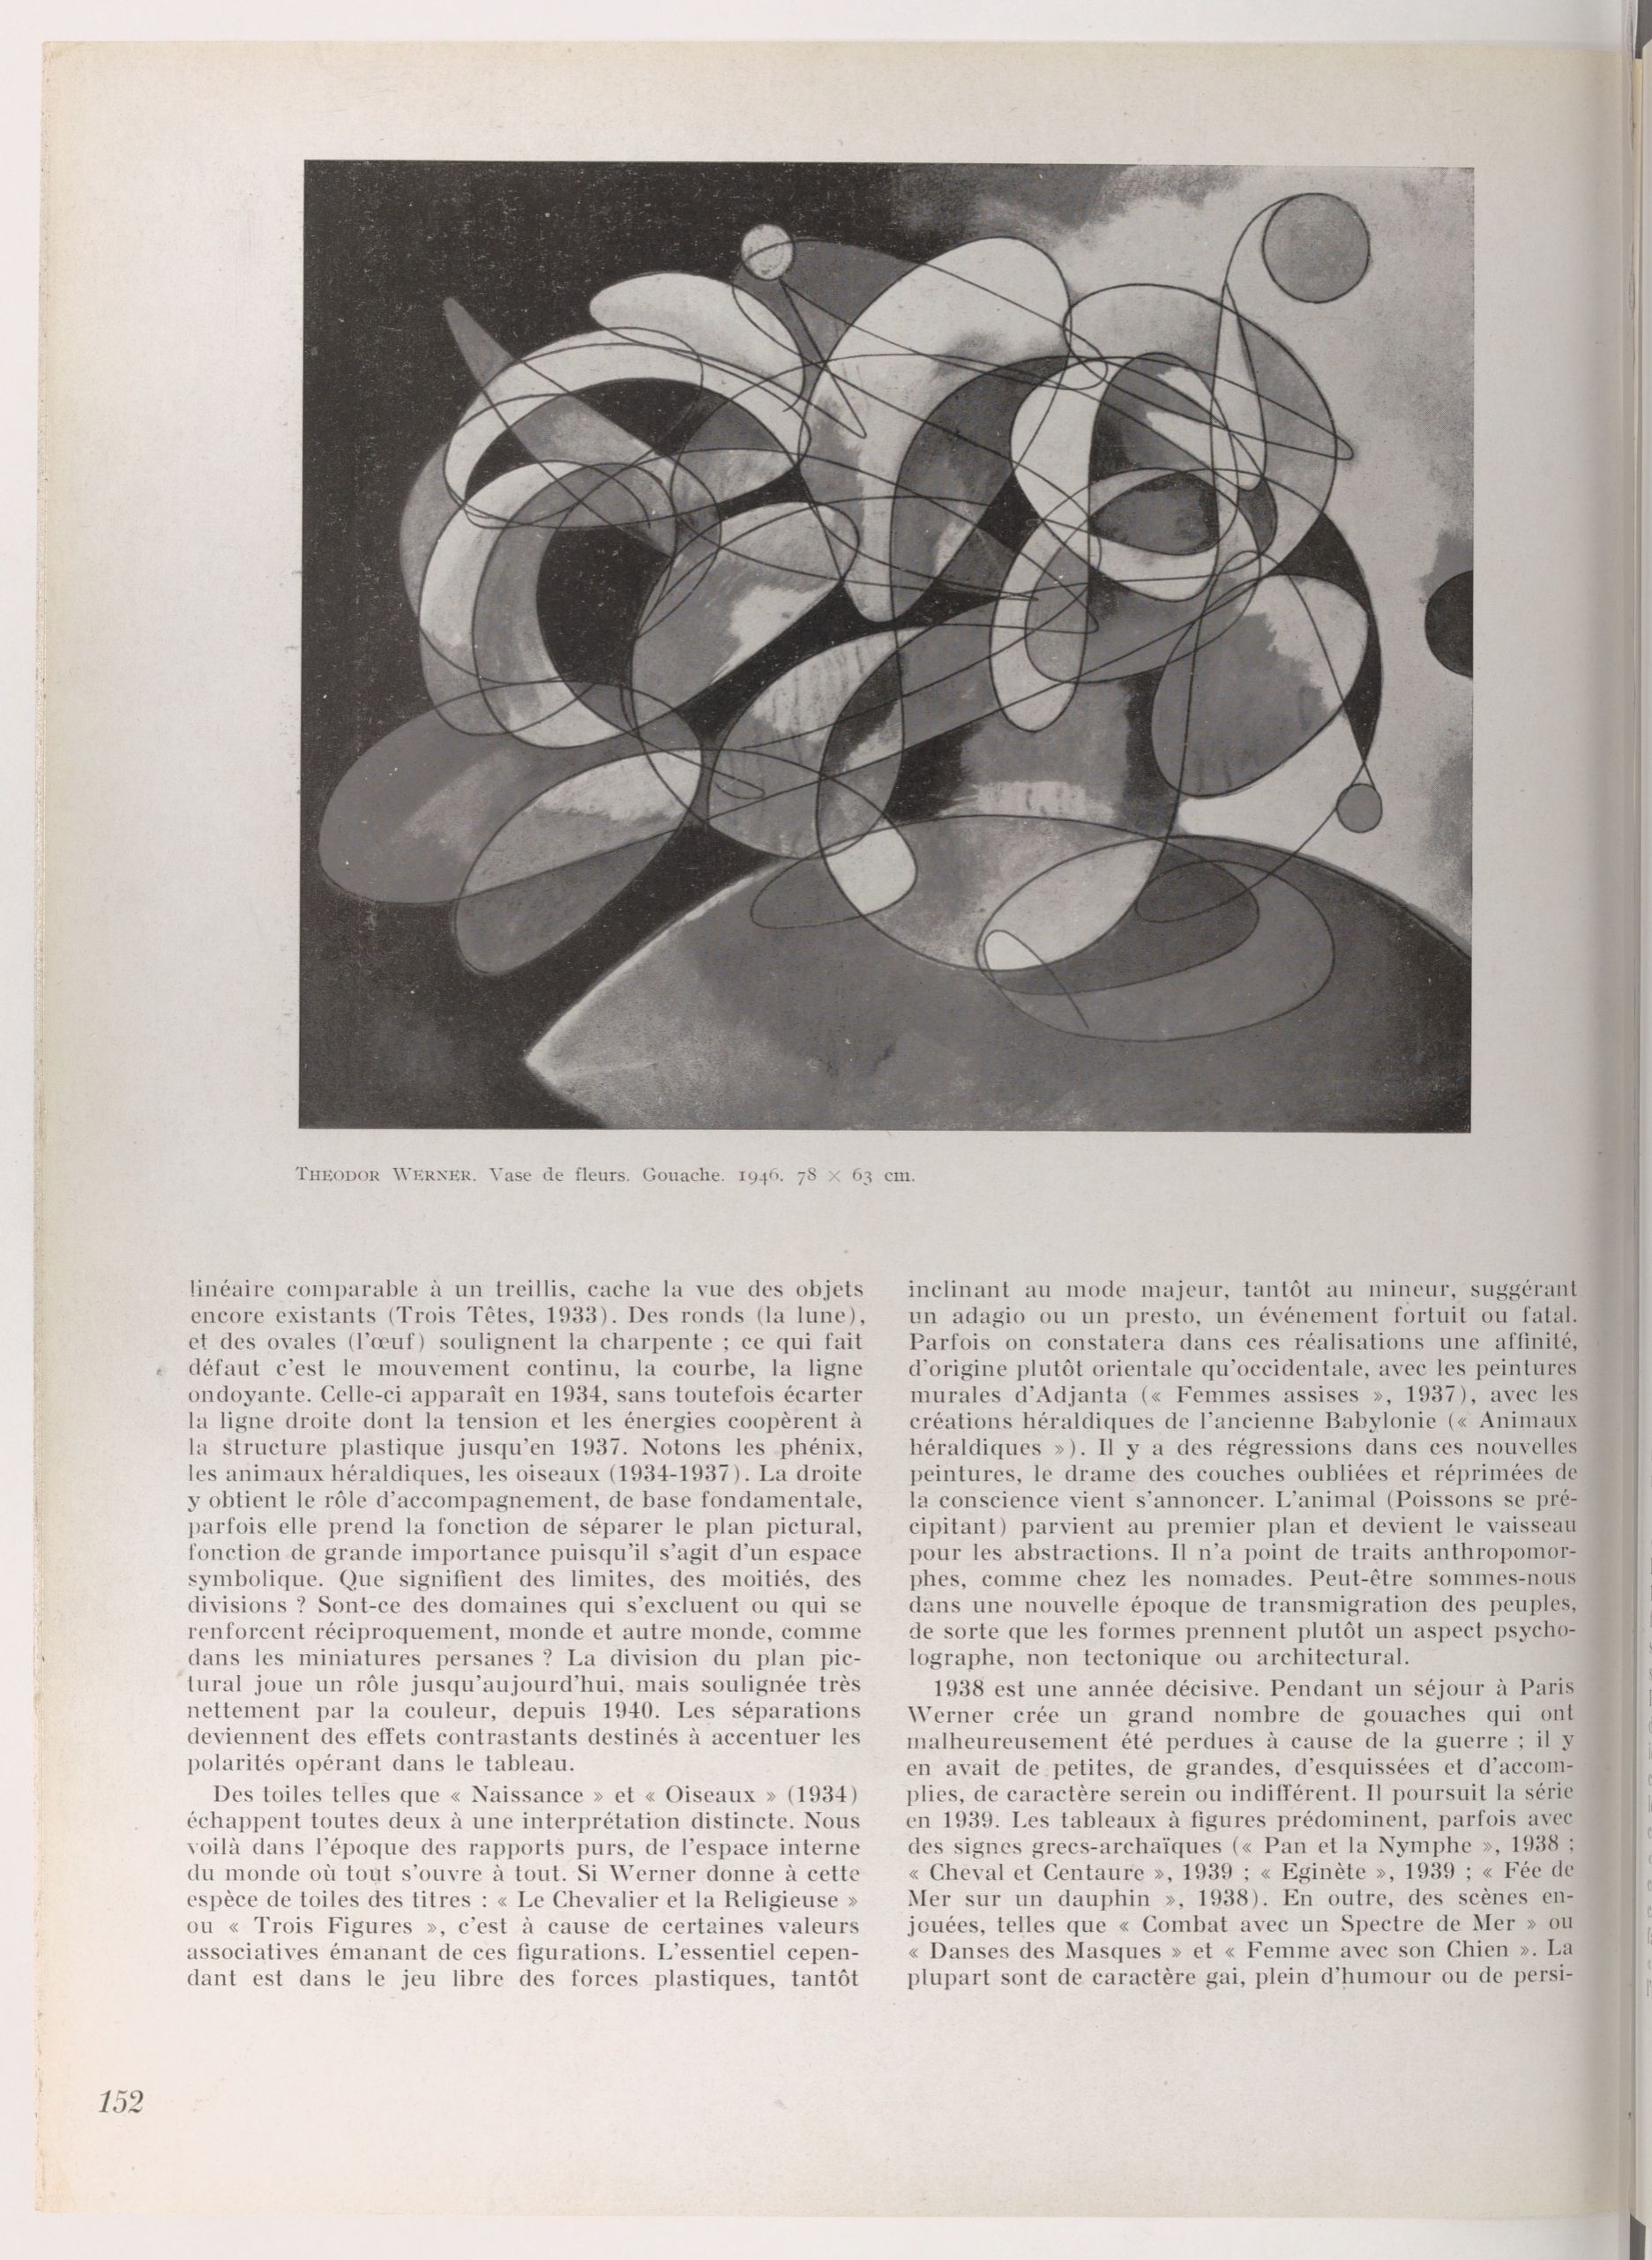 THEODOR WERNER. Vase de fleurs. Gouache. 1946. 78 × 63 cm.
linéaire comparable à un treillis, cache la vue des objets
encore existants (Trois Têtes, 1933). Des ronds (la lune),
et des ovales (l'œuf) soulignent la charpente ; ce qui fait
défaut c'est le mouvement continu, la courbe, la ligne
ondoyante. Celle-ci apparaît en 1934, sans toutefois écarter
la ligne droite dont la tension et les énergies coopèrent à
la structure plastique jusqu'en 1937. Notons les phénix,
les animaux héraldiques, les oiseaux (1934-1937). La droite
y obtient le rôle d'accompagnement, de base fondamentale,
parfois elle prend la fonction de séparer le plan pictural,
fonction de grande importance puisqu'il s'agit d'un espace
symbolique. Que signifient des limites, des moitiés, des
divisions ? Sont-ce des domaines qui s'excluent ou qui se
renforcent réciproquement, monde et autre monde, comme
dans les miniatures persanes ? La division du plan pic-
tural joue un rôle jusqu'aujourd'hui, mais soulignée très
nettement par la couleur, depuis 1940. Les séparations
deviennent des effets contrastants destinés à accentuer les
polarités opérant dans le tableau.
Des toiles telles que « Naissance » et « Oiseaux » (1934)
échappent toutes deux à une interprétation distincte. Nous
voilà dans l'époque des rapports purs, de l'espace interne
du monde où tout s'ouvre à tout. Si Werner donne à cette
espèce de toiles des titres : « Le Chevalier et la Religieuse »
ou « Trois Figures », c'est à cause de certaines valeurs
associatives émanant de ces figurations. L'essentiel cepen-
dant est dans le jeu libre des forces plastiques, tantôt
inclinant au mode majeur, tantôt au mineur, suggérant
un adagio ou un presto, un événement fortuit ou fatal.
Parfois on constatera dans ces réalisations une affinité,
d'origine plutôt orientale qu'occidentale, avec les peintures
murales d'Adjanta (« Femmes assises », 1937), avec les
créations héraldiques de l'ancienne Babylonie (« Animaux
héraldiques »). Il y a des régressions dans ces nouvelles
peintures, le drame des couches oubliées et réprimées de
la conscience vient s'annoncer. L'animal (Poissons se pré-
cipitant) parvient au premier plan et devient le vaisseau
pour les abstractions. Il n'a point de traits anthropomor-
phes, comme chez les nomades. Peut-être sommes-nous
dans une nouvelle époque de transmigration des peuples,
de sorte que les formes prennent plutôt un aspect psycho-
lographe, non tectonique ou architectural.
1938 est une année décisive. Pendant un séjour à Paris
Werner crée un grand nombre de gouaches qui ont
malheureusement été perdues à cause de la guerre ; il y
en avait de petites, de grandes, d'esquissées et d'accom-
plies, de caractère serein ou indifférent. Il poursuit la série
en 1939. Les tableaux à figures prédominent, parfois avec
des signes grecs-archaïques (« Pan et la Nymphe », 1938 ;
« Cheval et Centaure », 1939 ; « Eginète », 1939 ; « Fée de
Mer sur un dauphin », 1938). En outre, des scènes en-
jouées, telles que « Combat avec un Spectre de Mer » ou
« Danses des Masques » et « Femme avec son Chien ». La
plupart sont de caractère gai, plein d'humour ou de persi-
152